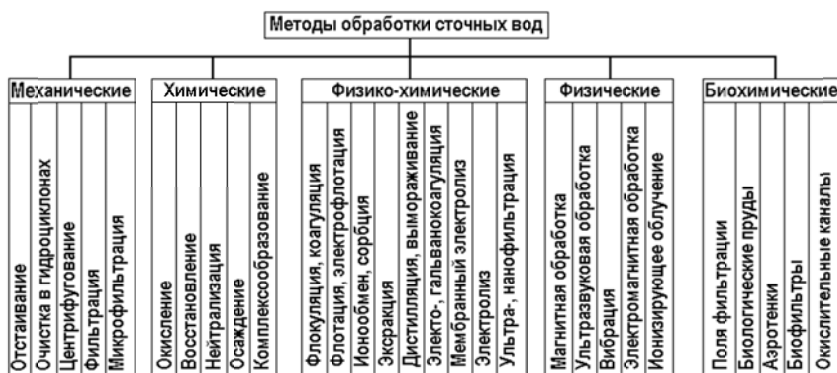 Методы обработки сточных вод
Механические
Отстаивание
Очистка в гидроциклонах
Центрифугование
Фильтрация
Микрофильтрация
Химические
Окисление
Восстановление
Нейтрализация
Осаждение
Комплексообразование
Физико-химические
Флокуляция, коагуляция
Флотация, электрофлотация
Ионообмен, сорбция
Эксракция
Дистилляция, вымораживание
Электо-, гальванокоагуляция
Мембранный электролиз
Электролиз
Ультра-, нанофильтрация
Физические
Магнитная обработка
Ультразвуковая обработка
Вибрация
Электромагнитная обработка
Ионизирующее облучение
Биохимические
Поля фильтрации
Биологические пруды
Аэротенки
Биофильтры
Окислительные каналы